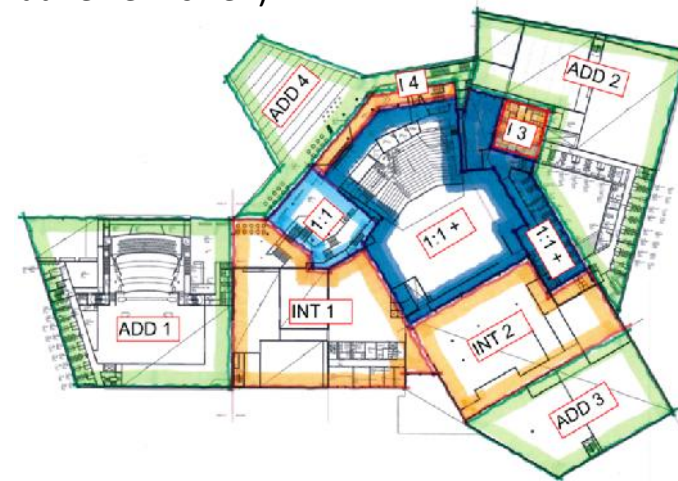 ADD 4
I 4
ADD 2
I 3
1:1
1:1 +
1:1 +
ADD 1
INT 1
INT 2
ADD 3